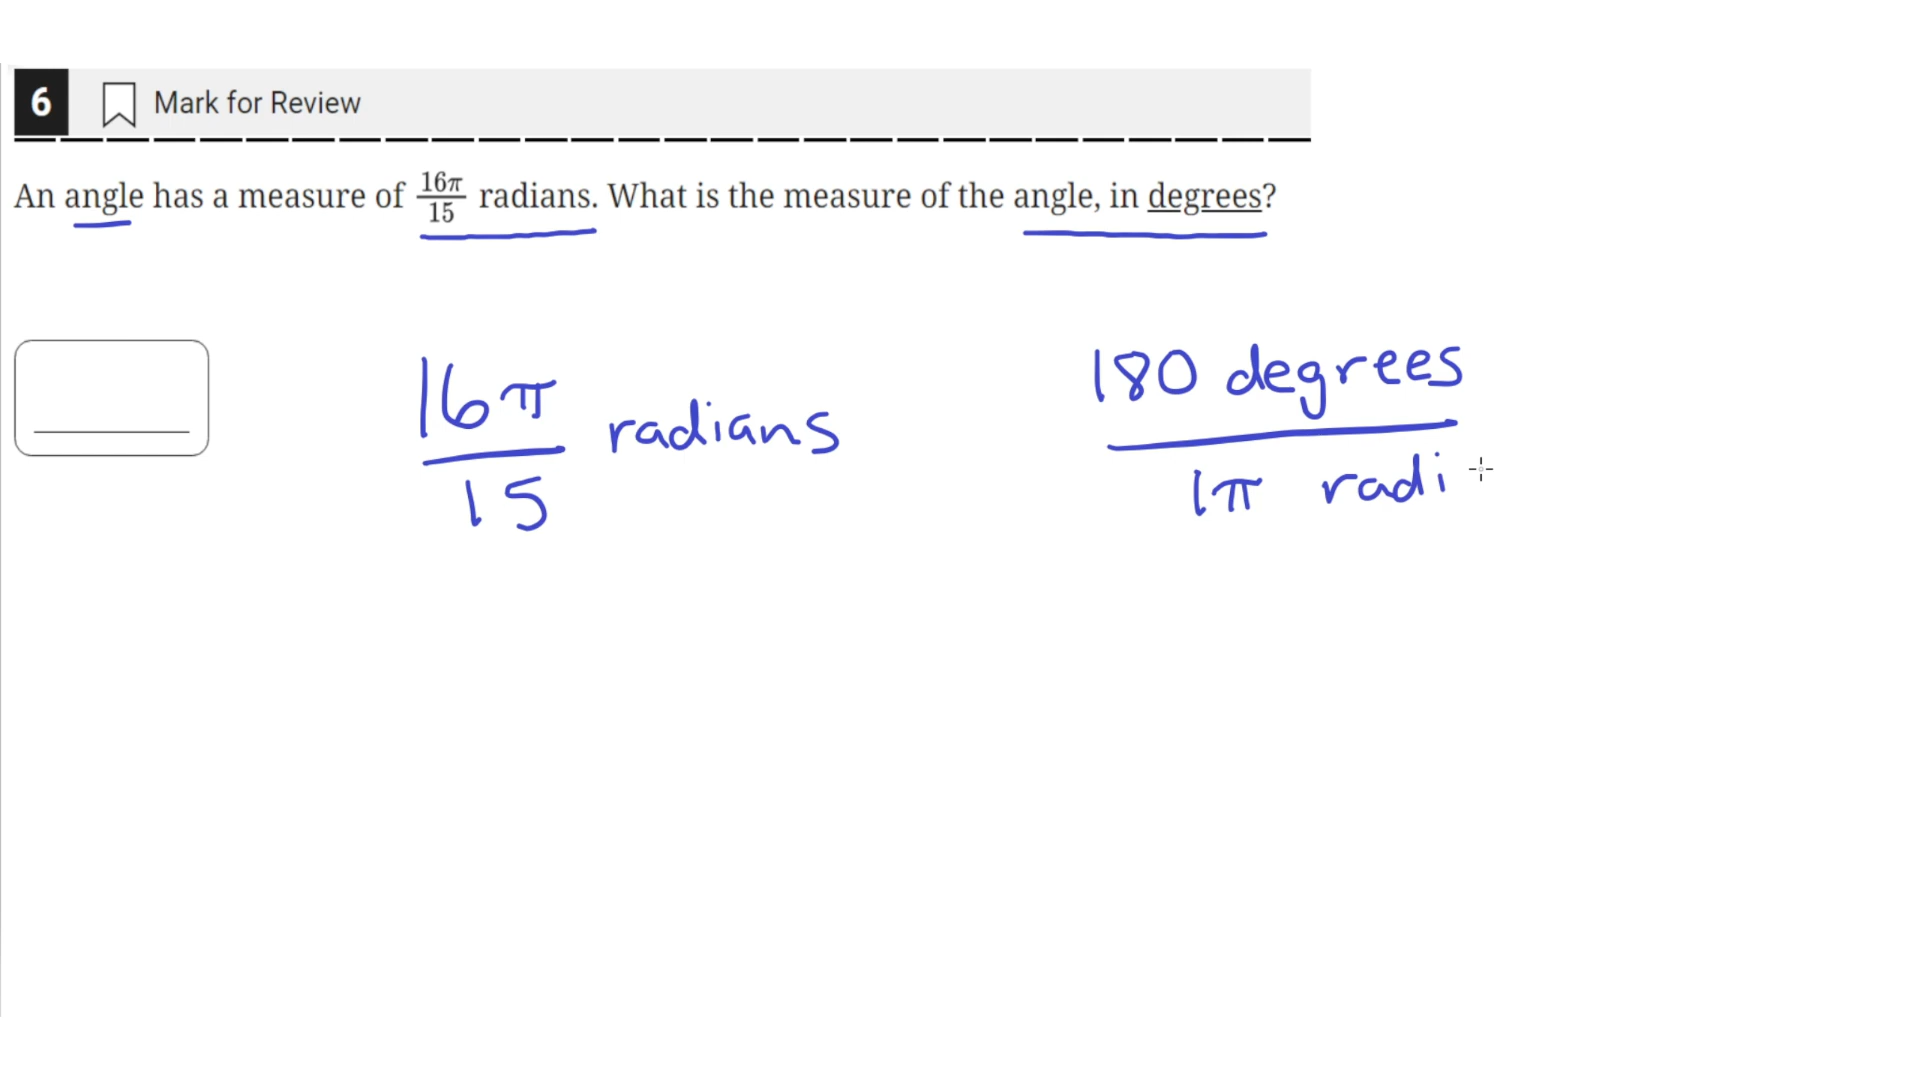 6 Mark for Review
An angle has a measure of 16π/15 radians. What is the measure of the angle, in degrees?
16π/15 radians
180 degrees
1π radi